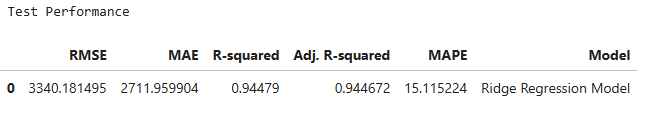 Test Performance
RMSE MAE R-squared Adj. R-squared MAPE Model
0 3340.181495 2711.959904 0.94479 0.944672 15.115224 Ridge Regression Model